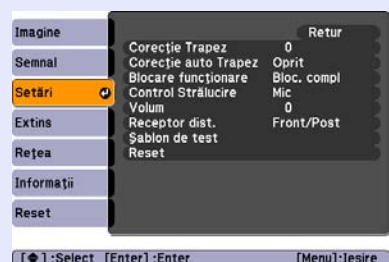 Imagine
Semnal
Setări
Extins
Rețea
Informații
Reset
Retur
Corecție Trapez 0
Corecție auto Trapez Oprit
Blocare funcționare Bloc. compl
Control Strălucire Mic
Volum 0
Receptor dist. Front/Post
Șablon de test
Reset
[◆] :Select [Enter] :Enter [Menu]:Ieșire